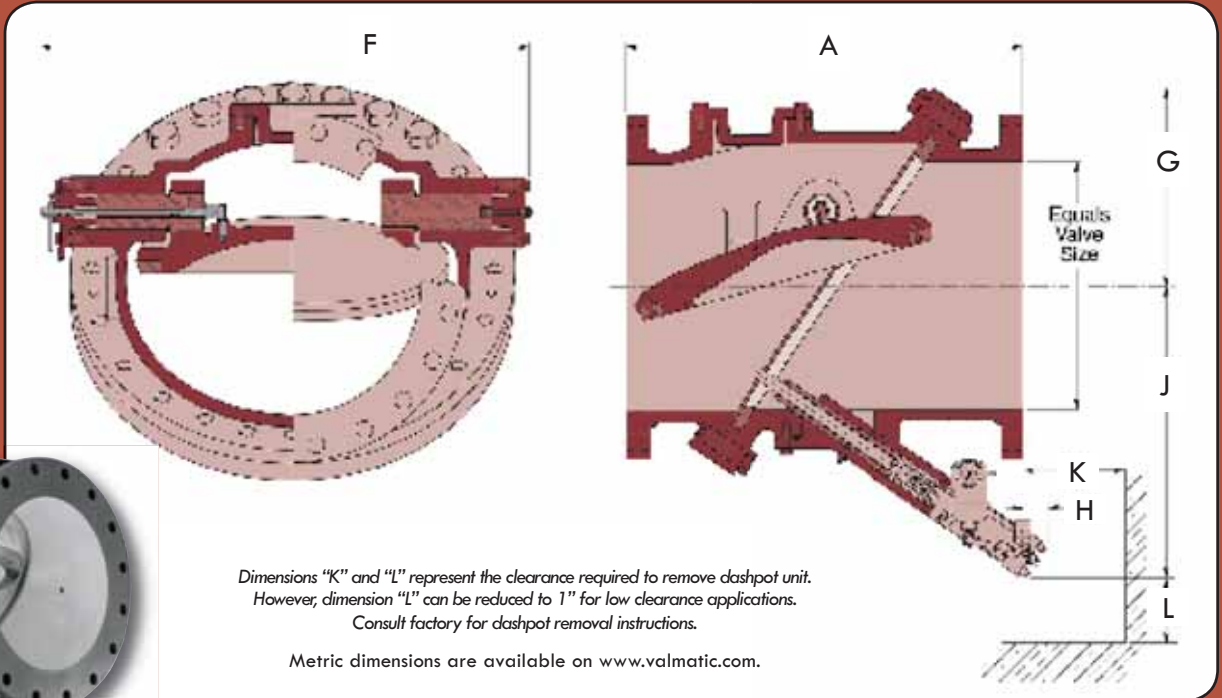 F
A
G
Equals
Valve
Size
J
K
H
L
Dimensions “K” and “L” represent the clearance required to remove dashpot unit.
However, dimension “L” can be reduced to 1” for low clearance applications.
Consult factory for dashpot removal instructions.
Metric dimensions are available on www.valmatic.com.